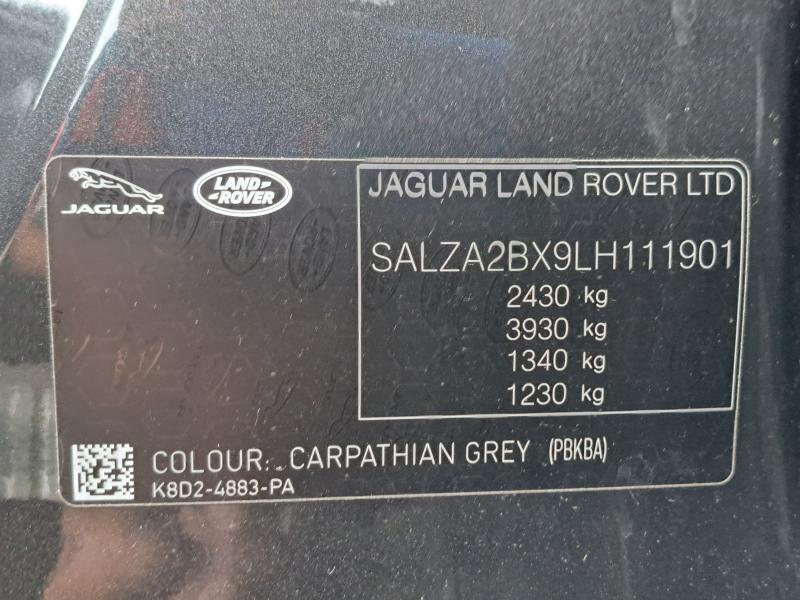 JAGUAR
LAND ROVER
JAGUAR LAND ROVER LTD
SALZA2BX9LH111901
2430 kg
3930 kg
1340 kg
1230 kg
COLOUR: CARPATHIAN GREY (PBKBA)
K8D2-4883-PA